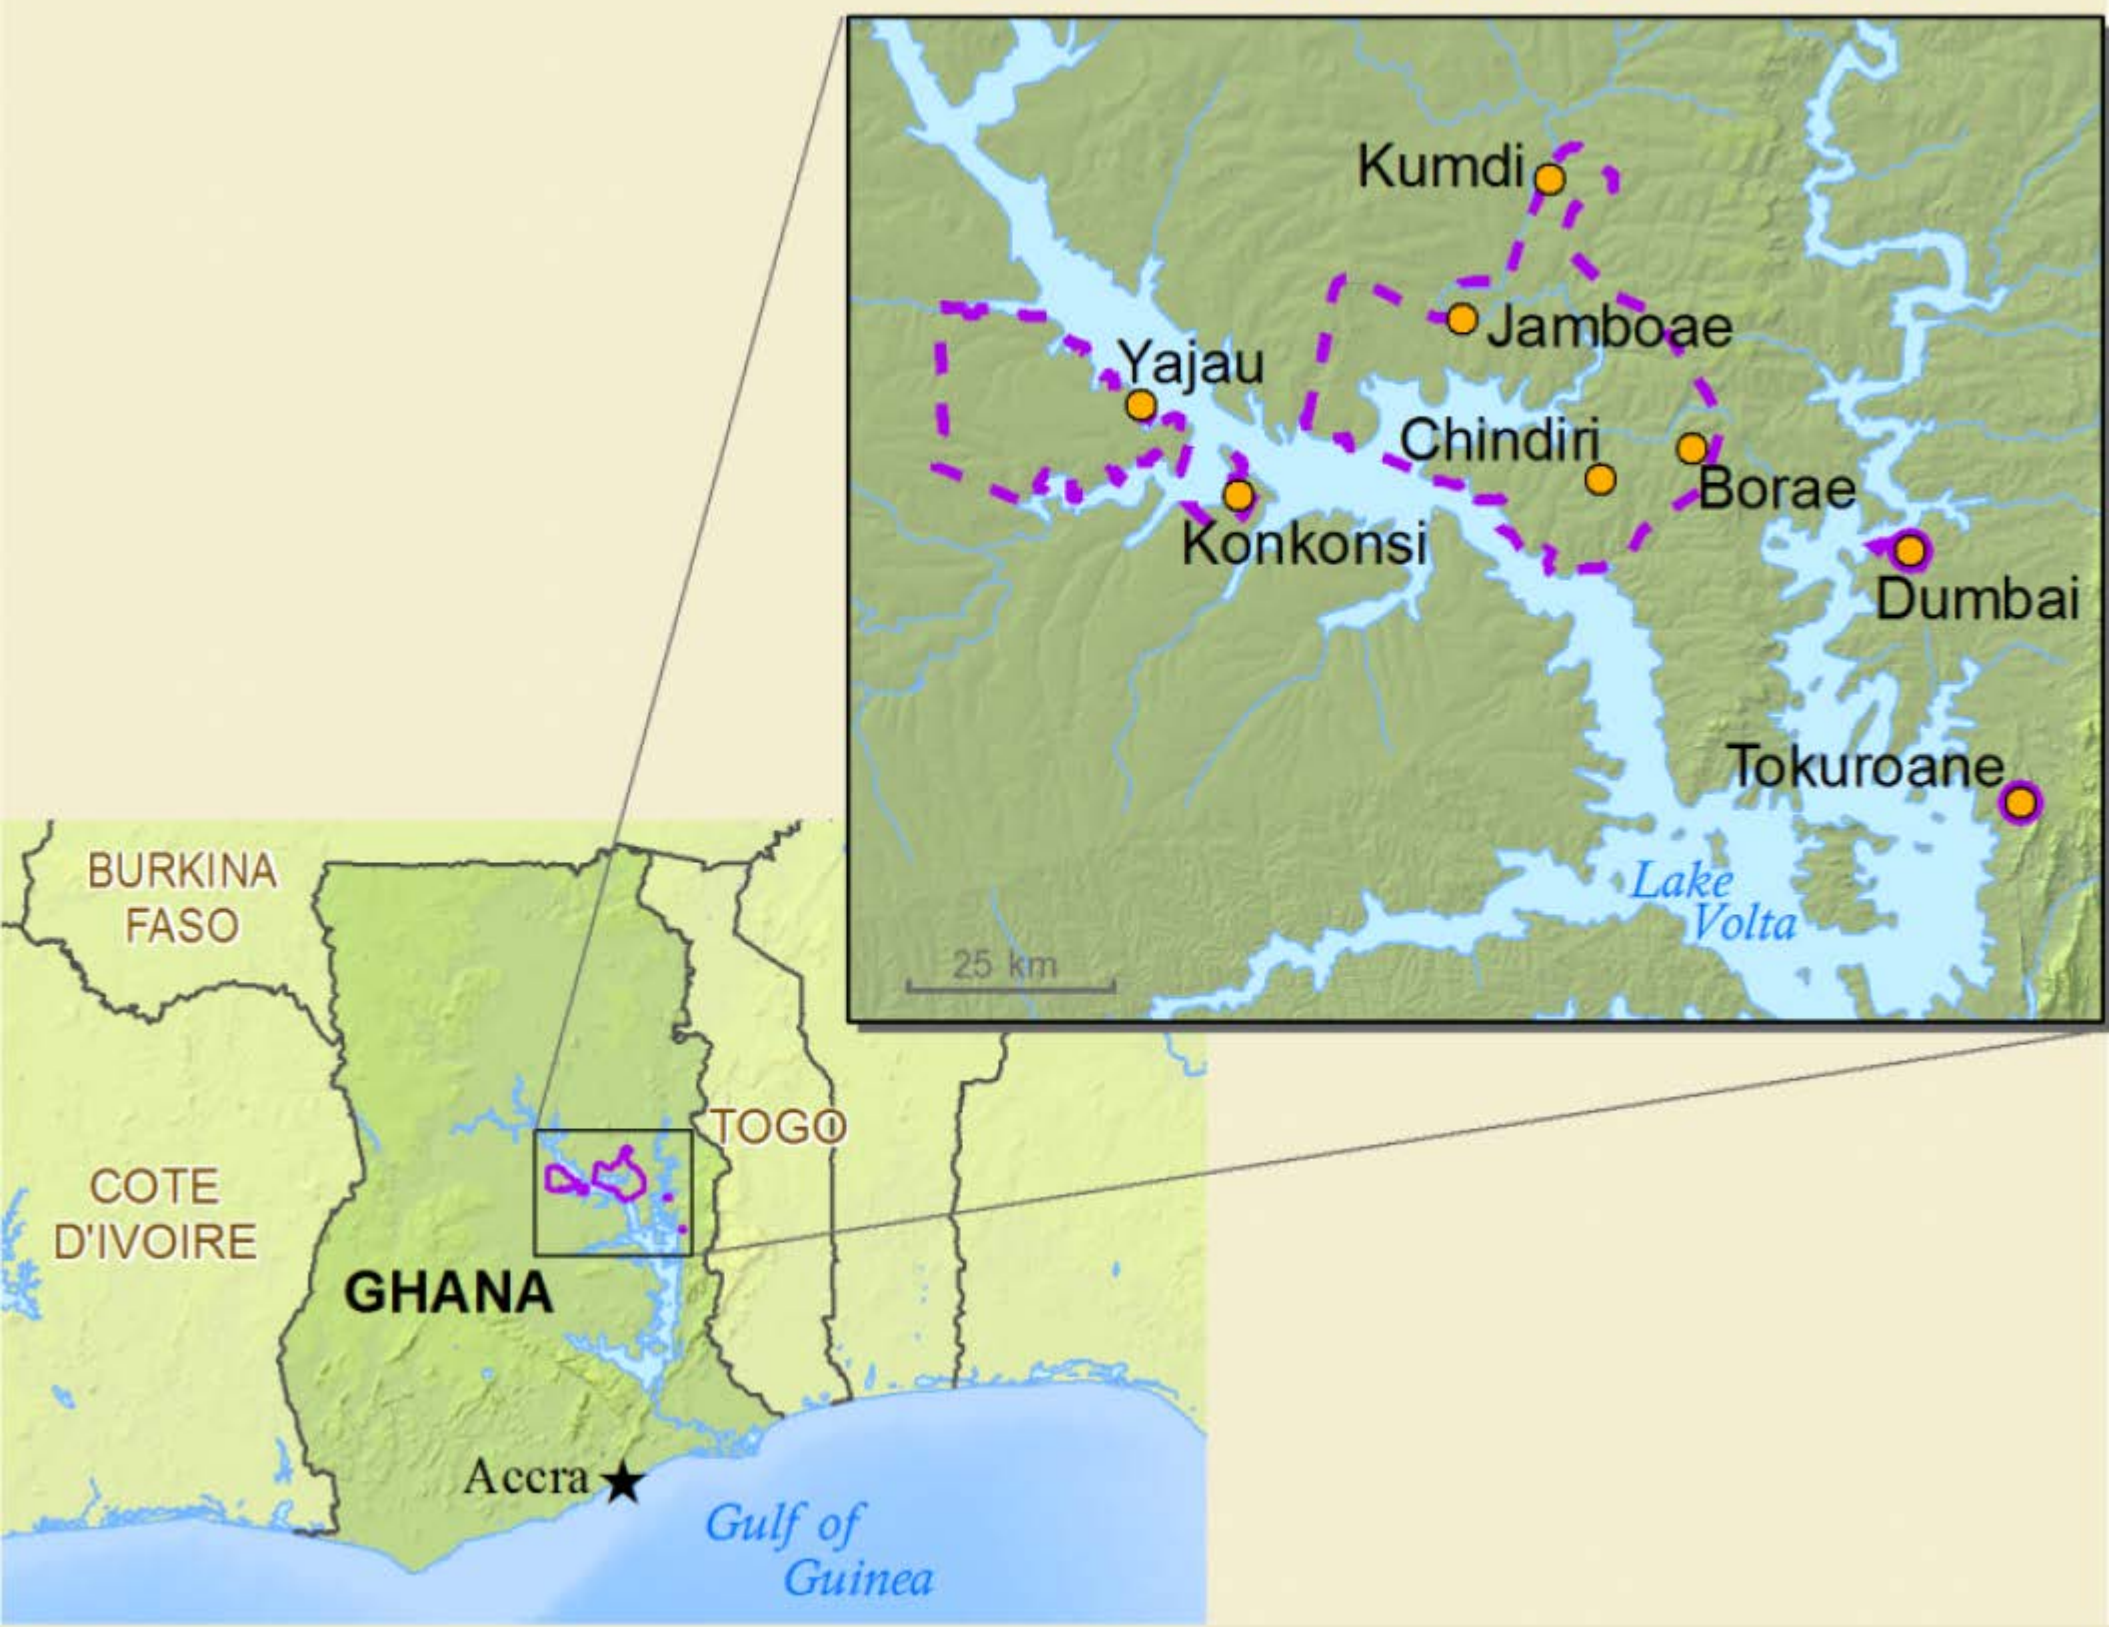 Kumdi
Jamboae
Yajau
Chindiri
Borae
Konkonsi
Dumbai
Tokuroane
Lake
Volta
25 km
BURKINA
FASO
TOGO
COTE
D'IVOIRE
GHANA
Accra
Gulf of
Guinea